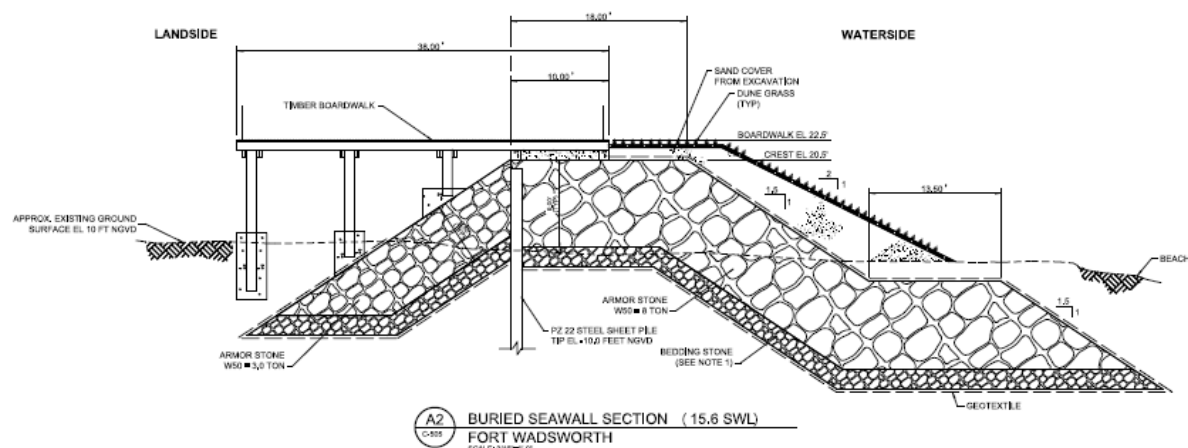 18.00'
LANDSIDE
WATERSIDE
38.00'
10.00'
SAND COVER
FROM EXCAVATION
DUNE GRASS
(TYP)
TIMBER BOARDWALK
BOARDWALK EL 22.5'
CREST EL 20.5'
2
1
1.5
1
13.50'
APPROX. EXISTING GROUND
SURFACE EL 10 FT NGVD
BEACH
ARMOR STONE
W50 = 8 TON
1.5
1
PZ 22 STEEL SHEET PILE
TIP EL -10.0 FEET NGVD
ARMOR STONE
W50 = 3.0 TON
BEDDING STONE
(SEE NOTE 1)
GEOTEXTILE
A2
BURIED SEAWALL SECTION ( 15.6 SWL)
FORT WADSWORTH